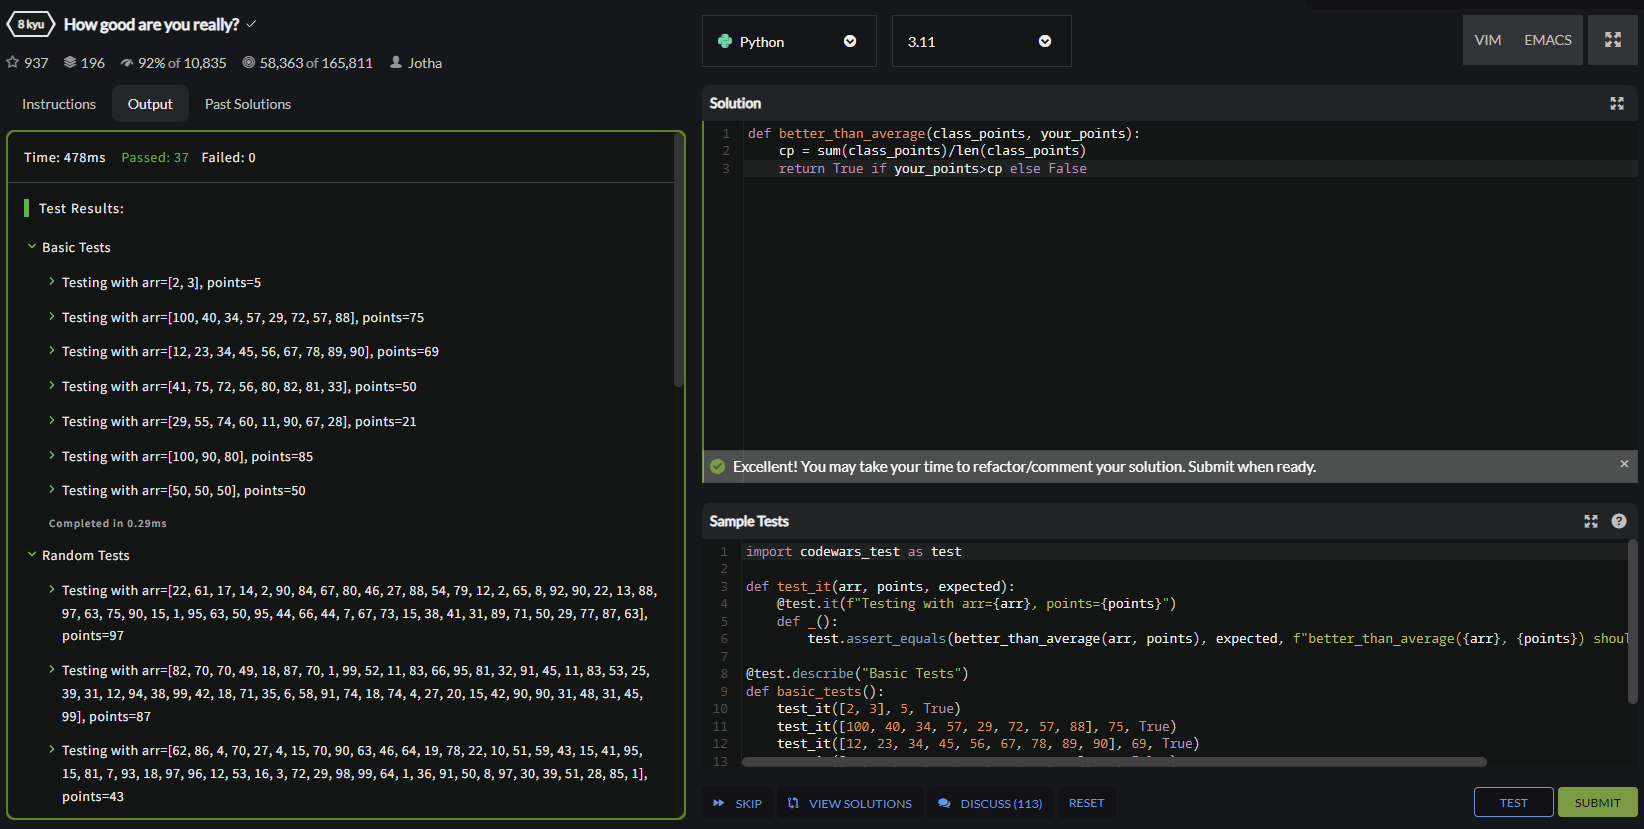 8 kyu How good are you really?
937 196 92% of 10,835 58,363 of 165,811 Jotha
Instructions Output Past Solutions
Time: 478ms Passed: 37 Failed: 0
Test Results:
Basic Tests
Testing with arr=[2, 3], points=5
Testing with arr=[100, 40, 34, 57, 29, 72, 57, 88], points=75
Testing with arr=[12, 23, 34, 45, 56, 67, 78, 89, 90], points=69
Testing with arr=[41, 75, 72, 56, 80, 82, 81, 33], points=50
Testing with arr=[29, 55, 74, 60, 11, 90, 67, 28], points=21
Testing with arr=[100, 90, 80], points=85
Testing with arr=[50, 50, 50], points=50
Completed in 0.29ms
Random Tests
Testing with arr=[22, 61, 17, 14, 2, 90, 84, 67, 80, 46, 27, 88, 54, 79, 12, 2, 65, 8, 92, 90, 22, 13, 88,
97, 63, 75, 90, 15, 1, 95, 63, 50, 95, 44, 66, 44, 7, 67, 73, 15, 38, 41, 31, 89, 71, 50, 29, 77, 87, 63],
points=97
Testing with arr=[82, 70, 70, 49, 18, 87, 70, 1, 99, 52, 11, 83, 66, 95, 81, 32, 91, 45, 11, 83, 53, 25,
39, 31, 12, 94, 38, 99, 42, 18, 71, 35, 6, 58, 91, 74, 18, 74, 4, 27, 20, 15, 42, 90, 90, 31, 48, 31, 45,
99], points=87
Testing with arr=[62, 86, 4, 70, 27, 4, 15, 70, 90, 63, 46, 64, 19, 78, 22, 10, 51, 59, 43, 15, 41, 95,
15, 81, 7, 93, 18, 97, 96, 12, 53, 16, 3, 72, 29, 98, 99, 64, 1, 36, 91, 50, 8, 97, 30, 39, 51, 28, 85, 1],
points=43
Python 3.11 VIM EMACS
Solution
1 def better_than_average(class_points, your_points):
2 cp = sum(class_points)/len(class_points)
3 return True if your_points>cp else False
Excellent! You may take your time to refactor/comment your solution. Submit when ready. ×
Sample Tests ?
1 import codewars_test as test
2
3 def test_it(arr, points, expected):
4 @test.it(f"Testing with arr={arr}, points={points}")
5 def _():
6 test.assert_equals(better_than_average(arr, points), expected, f"better_than_average({arr}, {points}) shoul
7
8 @test.describe("Basic Tests")
9 def basic_tests():
10 test_it([2, 3], 5, True)
11 test_it([100, 40, 34, 57, 29, 72, 57, 88], 75, True)
12 test_it([12, 23, 34, 45, 56, 67, 78, 89, 90], 69, True)
13
SKIP VIEW SOLUTIONS DISCUSS (113) RESET TEST SUBMIT